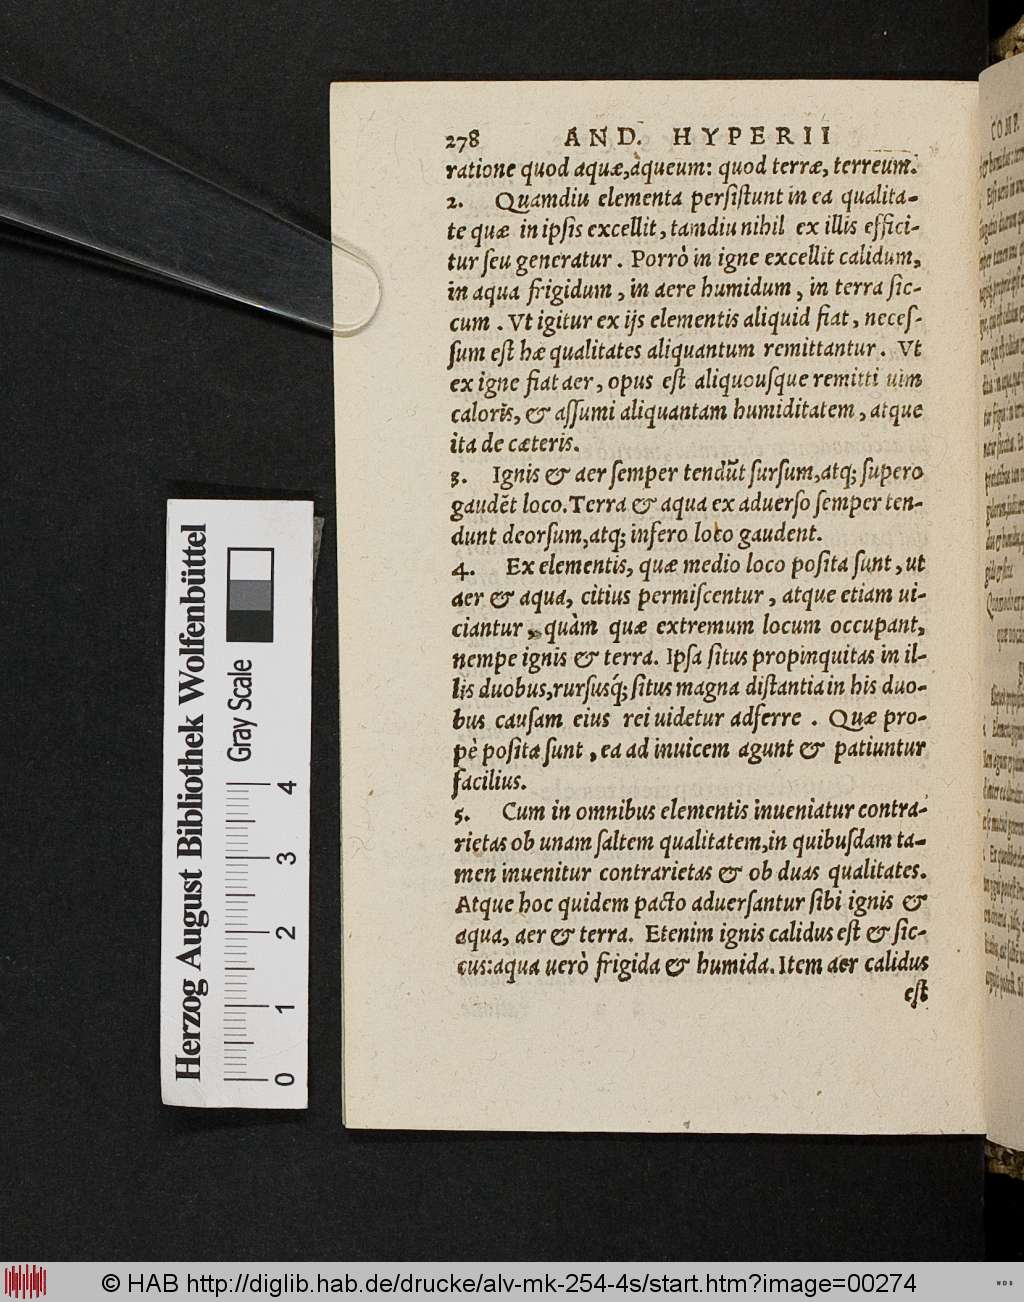 278 AND. HYPERII
ratione quod aquæ, àqueum: quod terræ, terreum.
2. Quamdiu elementa persistunt in ea qualita-
te quæ in ipsis excellit, tamdiu nihil ex illis effici-
tur seu generatur. Porrò in igne excellit calidum,
in aqua frigidum, in aere humidum, in terra sic-
cum. Vt igitur ex ijs elementis aliquid fiat, neces-
sum est hæ qualitates aliquantum remittantur. Vt
ex igne fiat aer, opus est aliquousque remitti uim
caloris, & assumi aliquantam humiditatem, atque
ita de cæteris.
3. Ignis & aer semper tendūt sursum, atq; supero
gaudēt loco. Terra & aqua ex aduerso semper ten-
dunt deorsum, atq; infero loco gaudent.
4. Ex elementis, quæ medio loco posita sunt, ut
aer & aqua, citius permiscentur, atque etiam ui-
ciantur, quàm quæ extremum locum occupant,
nempe ignis & terra. Ipsa situs propinquitas in il-
lis duobus, rursusq́; situs magna distantia in his duo-
bus causam eius rei uidetur adferre. Quæ pro-
pè posita sunt, ea ad inuicem agunt & patiuntur
facilius.
5. Cum in omnibus elementis inueniatur contra-
rietas ob unam saltem qualitatem, in quibusdam ta-
men inuenitur contrarietas & ob duas qualitates.
Atque hoc quidem pacto aduersantur sibi ignis &
aqua, aer & terra. Etenim ignis calidus est & sic-
cus: aqua uerò frigida & humida. Item aer calidus
est
Herzog August Bibliothek Wolfenbüttel
Gray Scale
0 1 2 3 4
COMP.
© HAB http://diglib.hab.de/drucke/alv-mk-254-4s/start.htm?image=00274